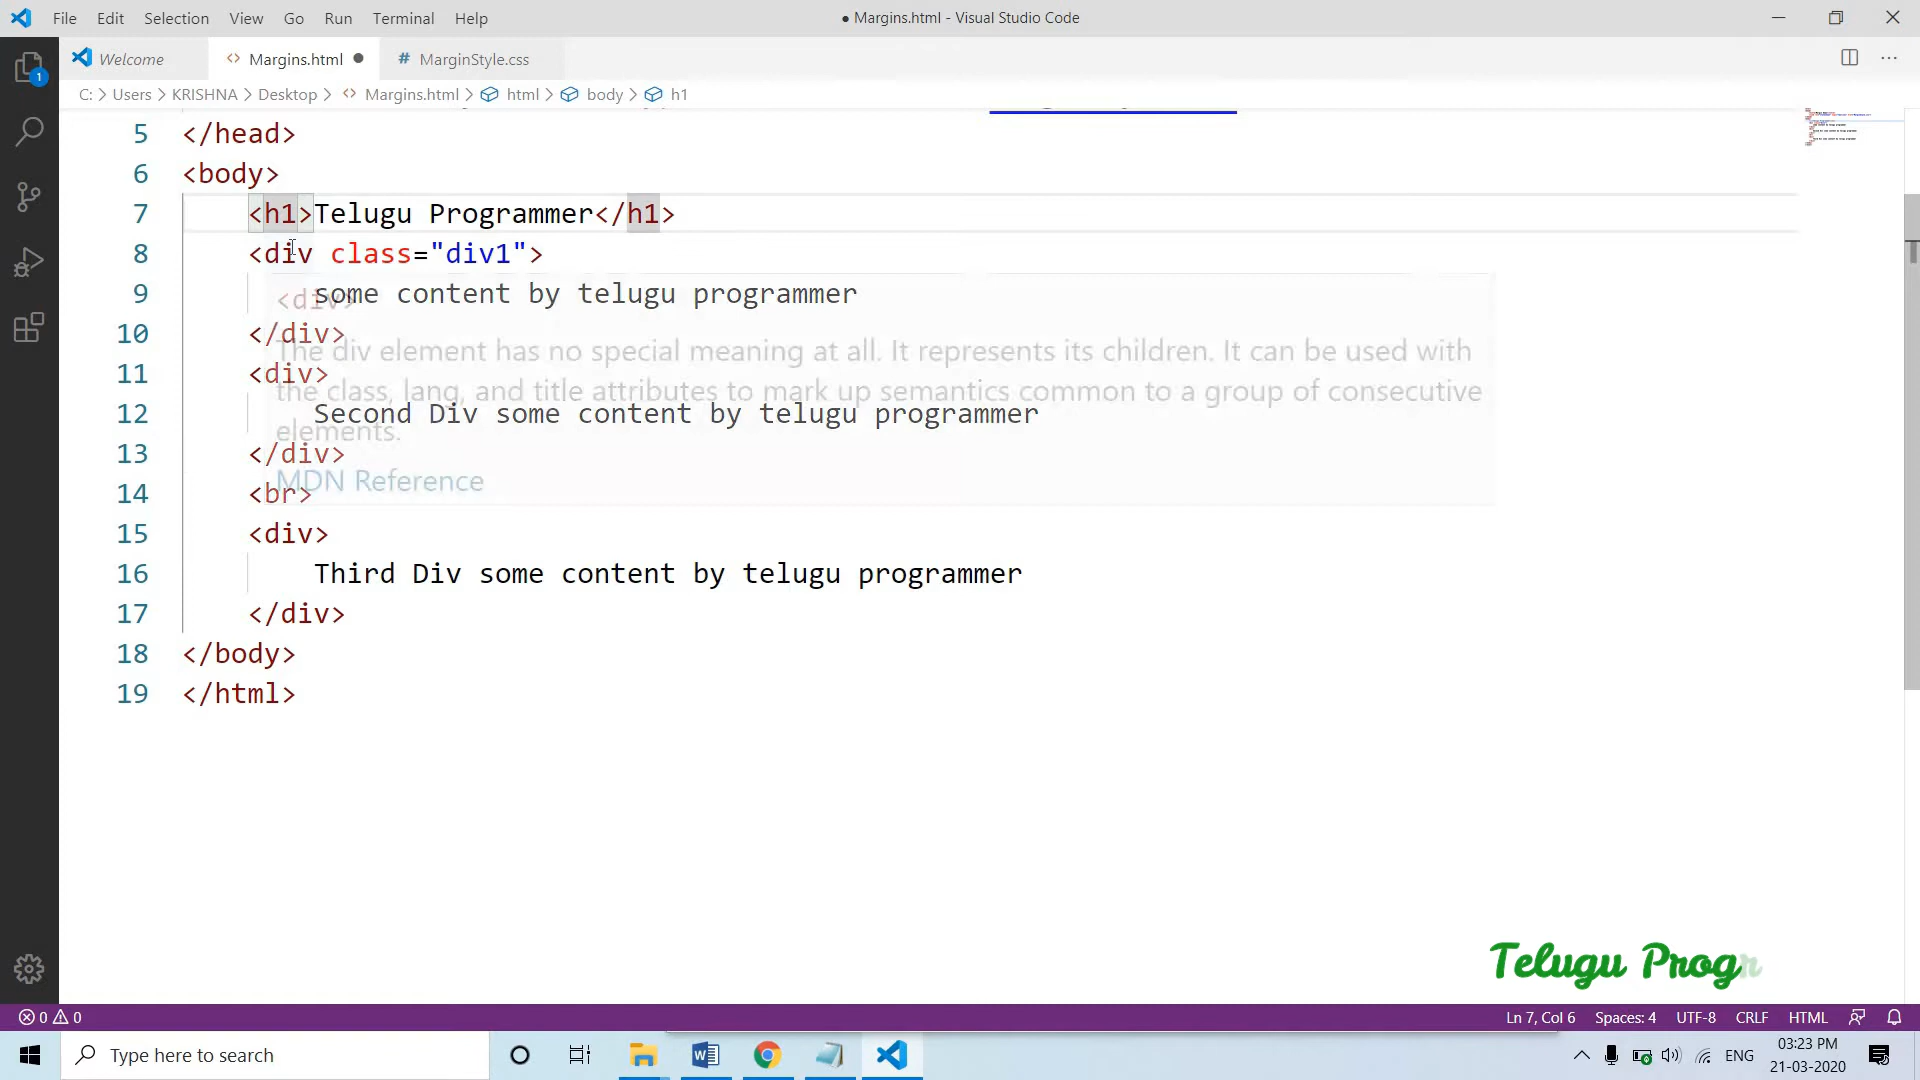 File Edit Selection View Go Run Terminal Help
● Margins.html - Visual Studio Code
Welcome
<> Margins.html ●
# MarginStyle.css
C: > Users > KRISHNA > Desktop > <> Margins.html > html > body > h1
5 </head>
6 <body>
7 <h1>Telugu Programmer</h1>
8 <div class="div1">
9 some content by telugu programmer
<div>
10 </div>
The div element has no special meaning at all. It represents its children. It can be used with
11 <div>
the class, lang, and title attributes to mark up semantics common to a group of consecutive
12 Second Div some content by telugu programmer
elements.
13 </div>
MDN Reference
14 <br>
15 <div>
16 Third Div some content by telugu programmer
17 </div>
18 </body>
19 </html>
Telugu Progr
0 0
Ln 7, Col 6 Spaces: 4 UTF-8 CRLF HTML
Type here to search
ENG
03:23 PM
21-03-2020
1